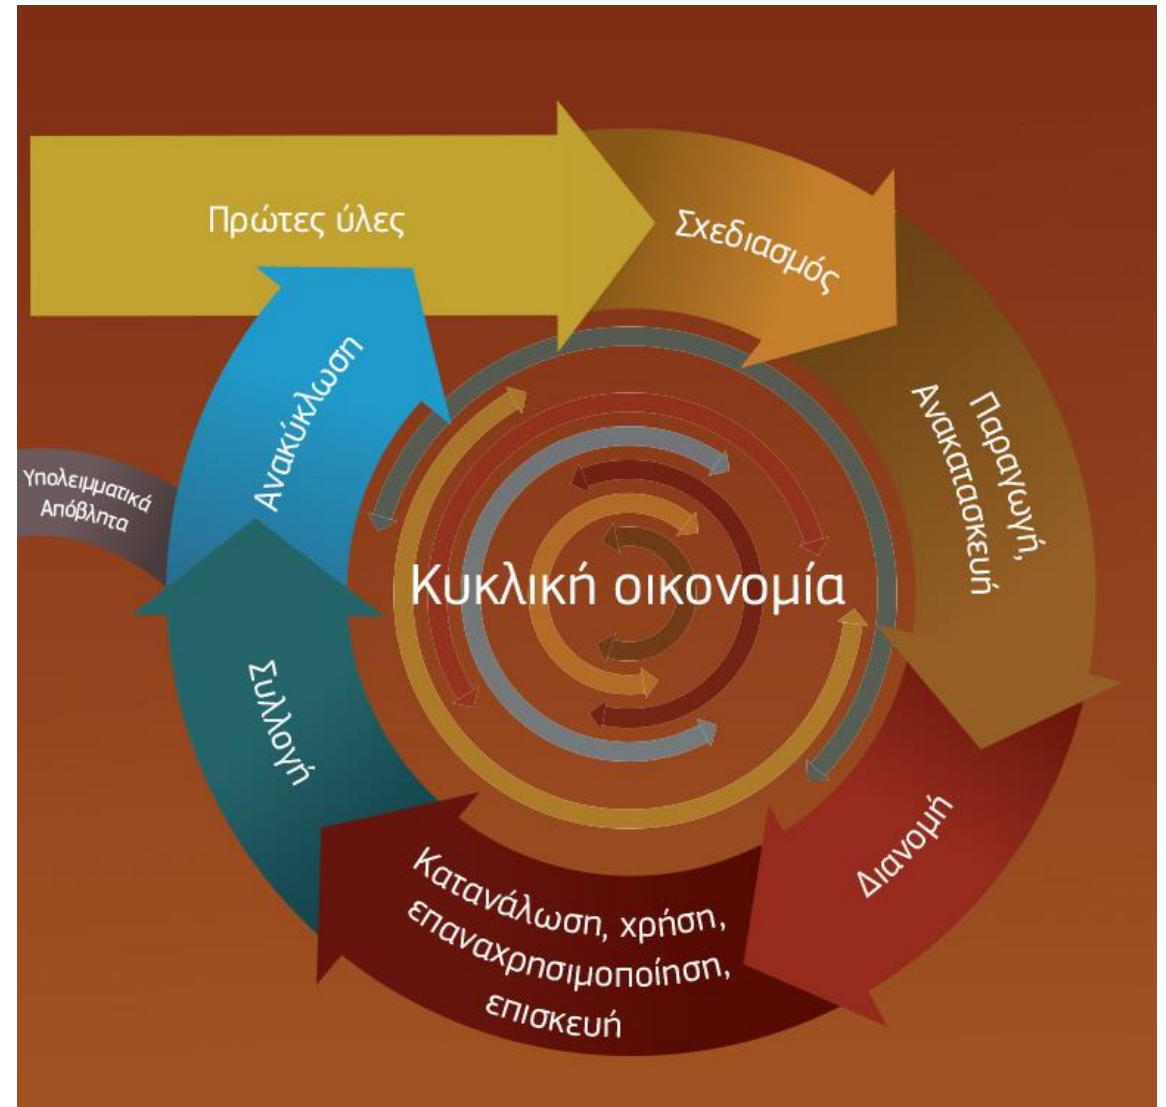 Πρώτες ύλες
Σχεδιασμός
Παραγωγή,
Ανακατασκευή
Διανομή
Κατανάλωση, χρήση,
επαναχρησιμοποίηση,
επισκευή
Συλλογή
Ανακύκλωση
Υπολειμματικά
Απόβλητα
Κυκλική οικονομία